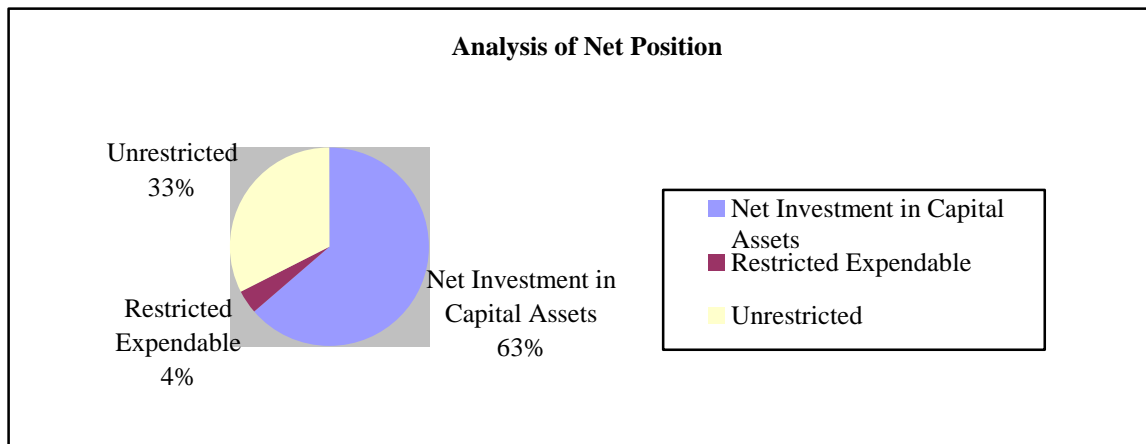 Analysis of Net Position
Unrestricted
33%
Restricted
Expendable
4%
Net Investment in
Capital Assets
63%
Net Investment in Capital
Assets
Restricted Expendable
Unrestricted